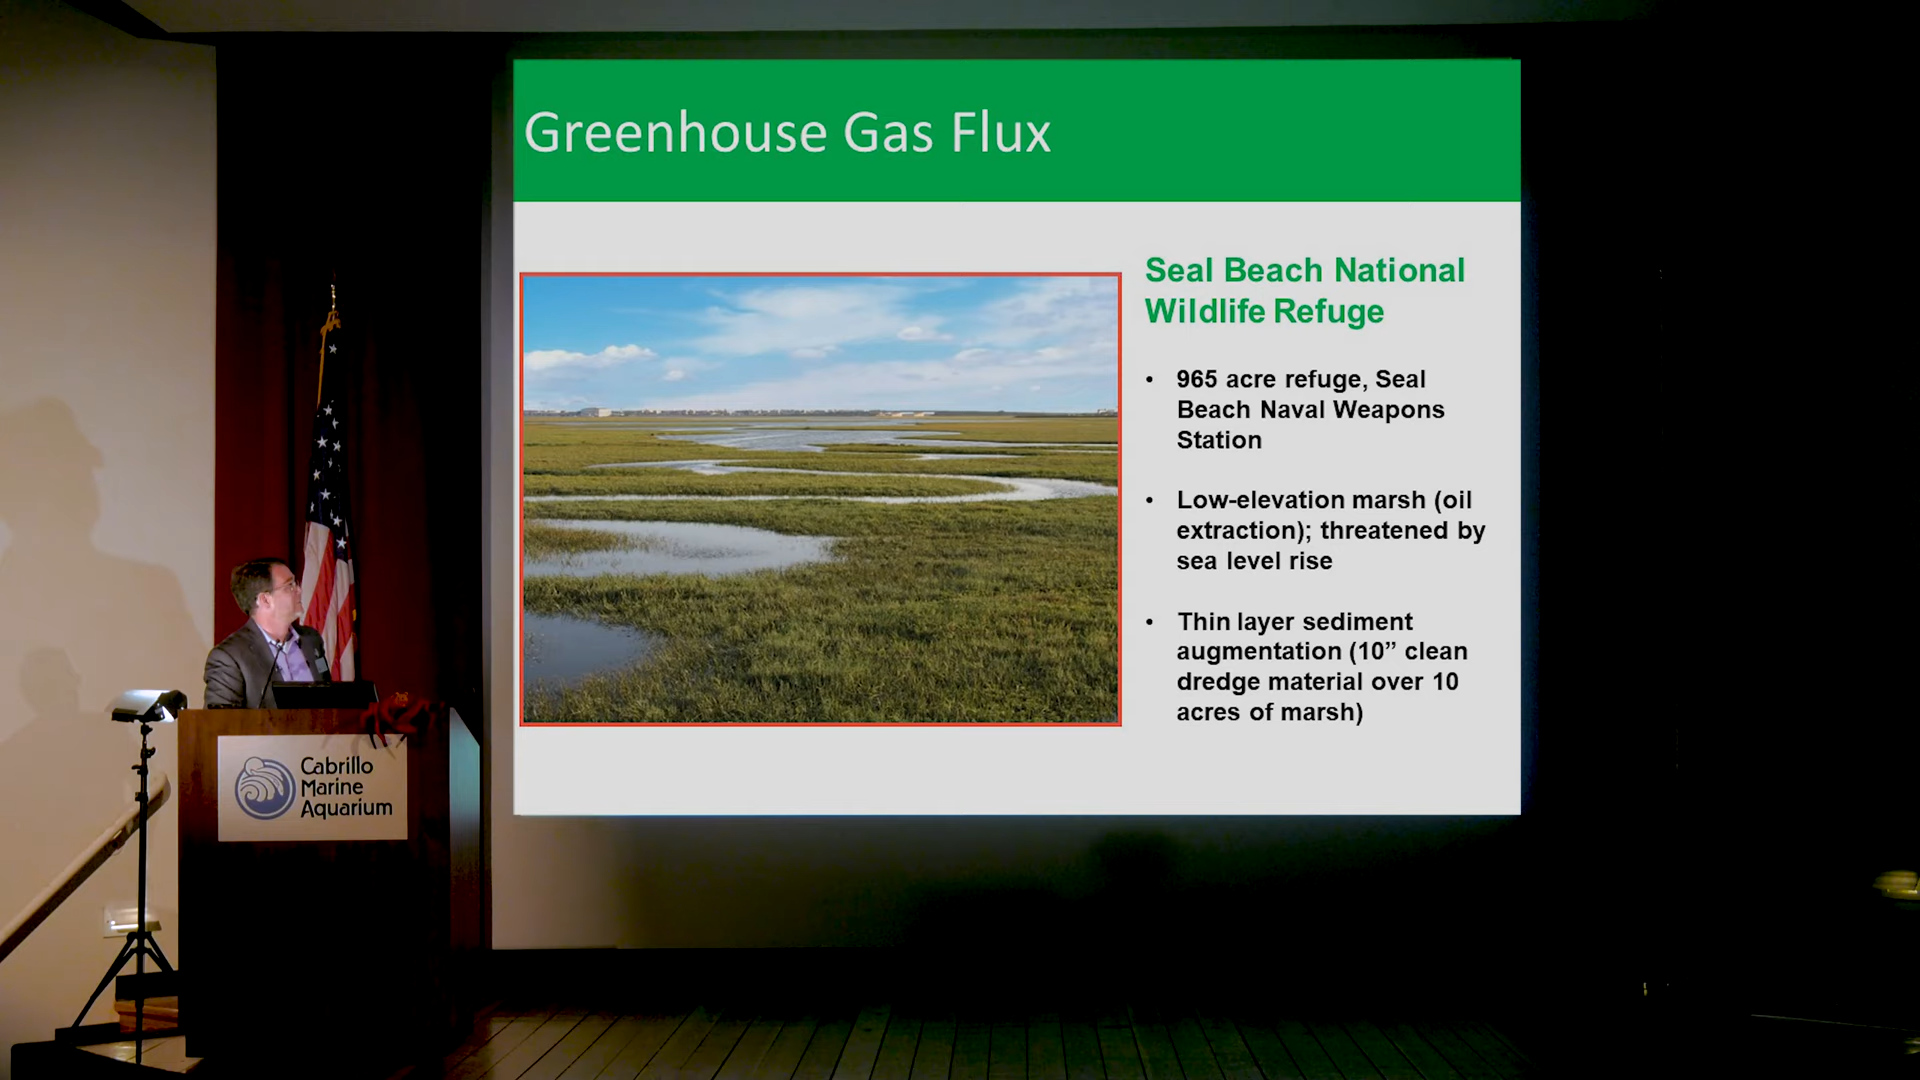 Greenhouse Gas Flux
Seal Beach National
Wildlife Refuge
• 965 acre refuge, Seal
Beach Naval Weapons
Station
• Low-elevation marsh (oil
extraction); threatened by
sea level rise
• Thin layer sediment
augmentation (10” clean
dredge material over 10
acres of marsh)
Cabrillo
Marine
Aquarium